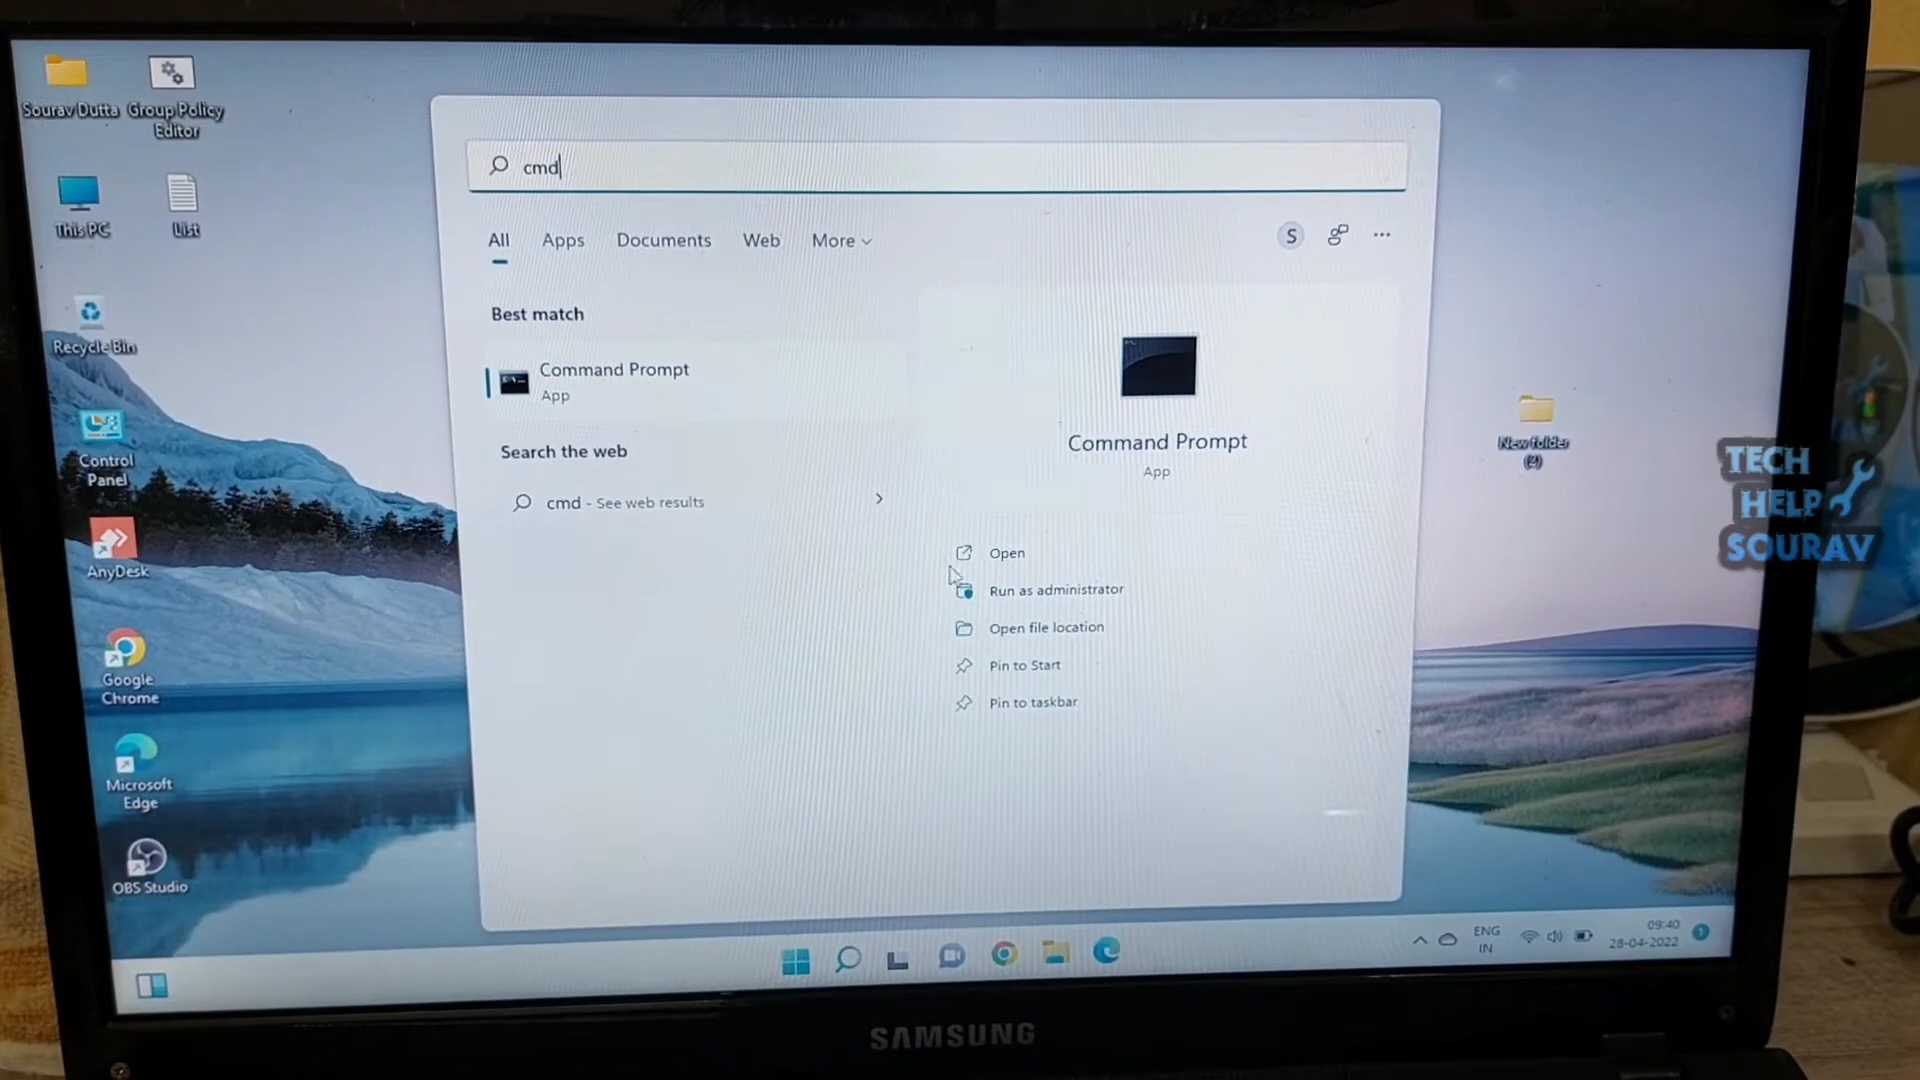 Sourav Dutta
Group Policy
Editor
This PC
List
Recycle Bin
Control
Panel
AnyDesk
Google
Chrome
Microsoft
Edge
OBS Studio
cmd
All
Apps
Documents
Web
More
S
Best match
Command Prompt
App
Search the web
cmd - See web results
Command Prompt
App
Open
Run as administrator
Open file location
Pin to Start
Pin to taskbar
New folder
(2)
TECH
HELP
SOURAV
ENG
IN
09:40
28-04-2022
1
SAMSUNG